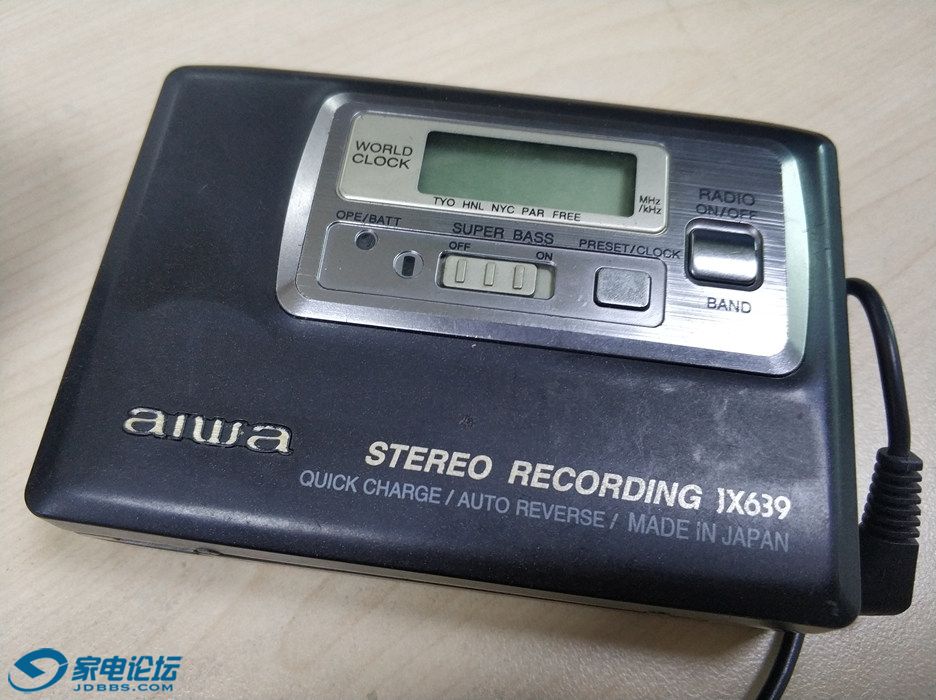 WORLD
CLOCK
TYO HNL NYC PAR FREE
MHz
/kHz
RADIO
ON/OFF
BAND
OPE/BATT
SUPER BASS
OFF
ON
PRESET/CLOCK
aiwa
STEREO RECORDING JX639
QUICK CHARGE / AUTO REVERSE / MADE IN JAPAN
家电论坛
JDBBS.COM